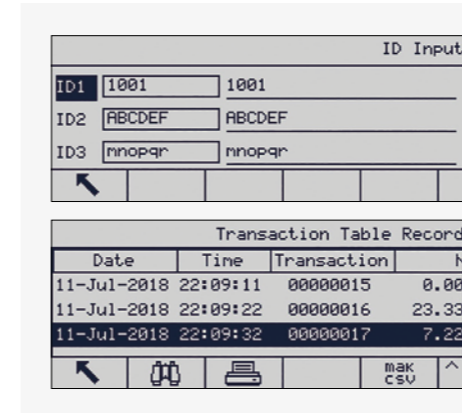 ID Input
ID1 1001 1001
ID2 ABCDEF ABCDEF
ID3 mnopqr mnopqr
Transaction Table Record
Date Time Transaction N
11-Jul-2018 22:09:11 00000015 0.00
11-Jul-2018 22:09:22 00000016 23.33
11-Jul-2018 22:09:32 00000017 7.22
mak
csv